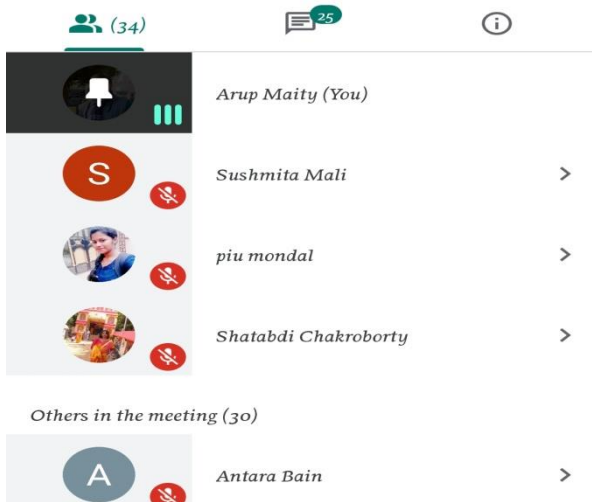 (34)
25
Arup Maity (You)
S
Sushmita Mali
piu mondal
Shatabdi Chakroborty
Others in the meeting (30)
A
Antara Bain